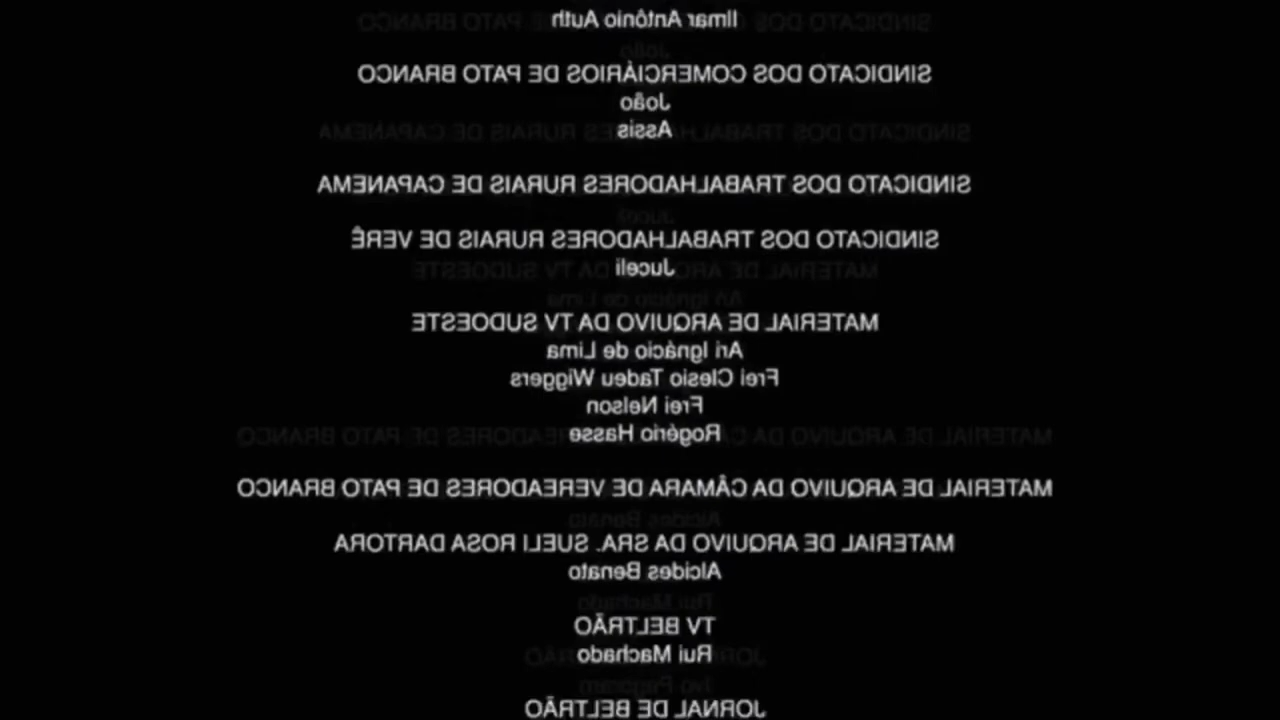 Ilmar Antônio Auth
SINDICATO DOS COMERCIÁRIOS DE PATO BRANCO
João
Assis
SINDICATO DOS TRABALHADORES RURAIS DE CAPANEMA
SINDICATO DOS TRABALHADORES RURAIS DE VERÊ
Juceli
MATERIAL DE ARQUIVO DA TV SUDOESTE
Ari Ignácio de Lima
Frei Clesio Tadeu Wiggers
Frei Nelson
Rogério Hasse
MATERIAL DE ARQUIVO DA CÂMARA DE VEREADORES DE PATO BRANCO
MATERIAL DE ARQUIVO DA SRA. SUELI ROSA DARTORA
Alcides Benato
TV BELTRÃO
Rui Machado
JORNAL DE BELTRÃO